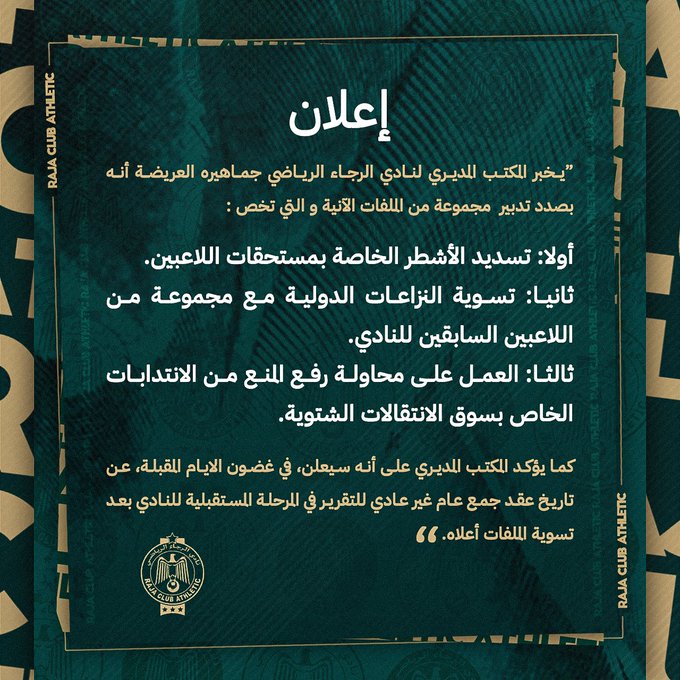 إعلان
”يخبر المكتب المديري لنادي الرجاء الرياضي جماهيره العريضة أنه
بصدد تدبير مجموعة من الملفات الآنية و التي تخص :
أولا: تسديد الأشطر الخاصة بمستحقات اللاعبين.
ثانيا: تسوية النزاعات الدولية مع مجموعة من
اللاعبين السابقين للنادي.
ثالثا: العمل على محاولة رفع المنع من الانتدابات
الخاص بسوق الانتقالات الشتوية.
كما يؤكد المكتب المديري على أنه سيعلن، في غضون الايام المقبلة، عن
تاريخ عقد جمع عام غير عادي للتقرير في المرحلة المستقبلية للنادي بعد
تسوية الملفات أعلاه. “
RAJA CLUB ATHLETIC
RAJA CLUB ATHLETIC
نادي الرجاء الرياضي
RAJA CLUB ATHLETIC